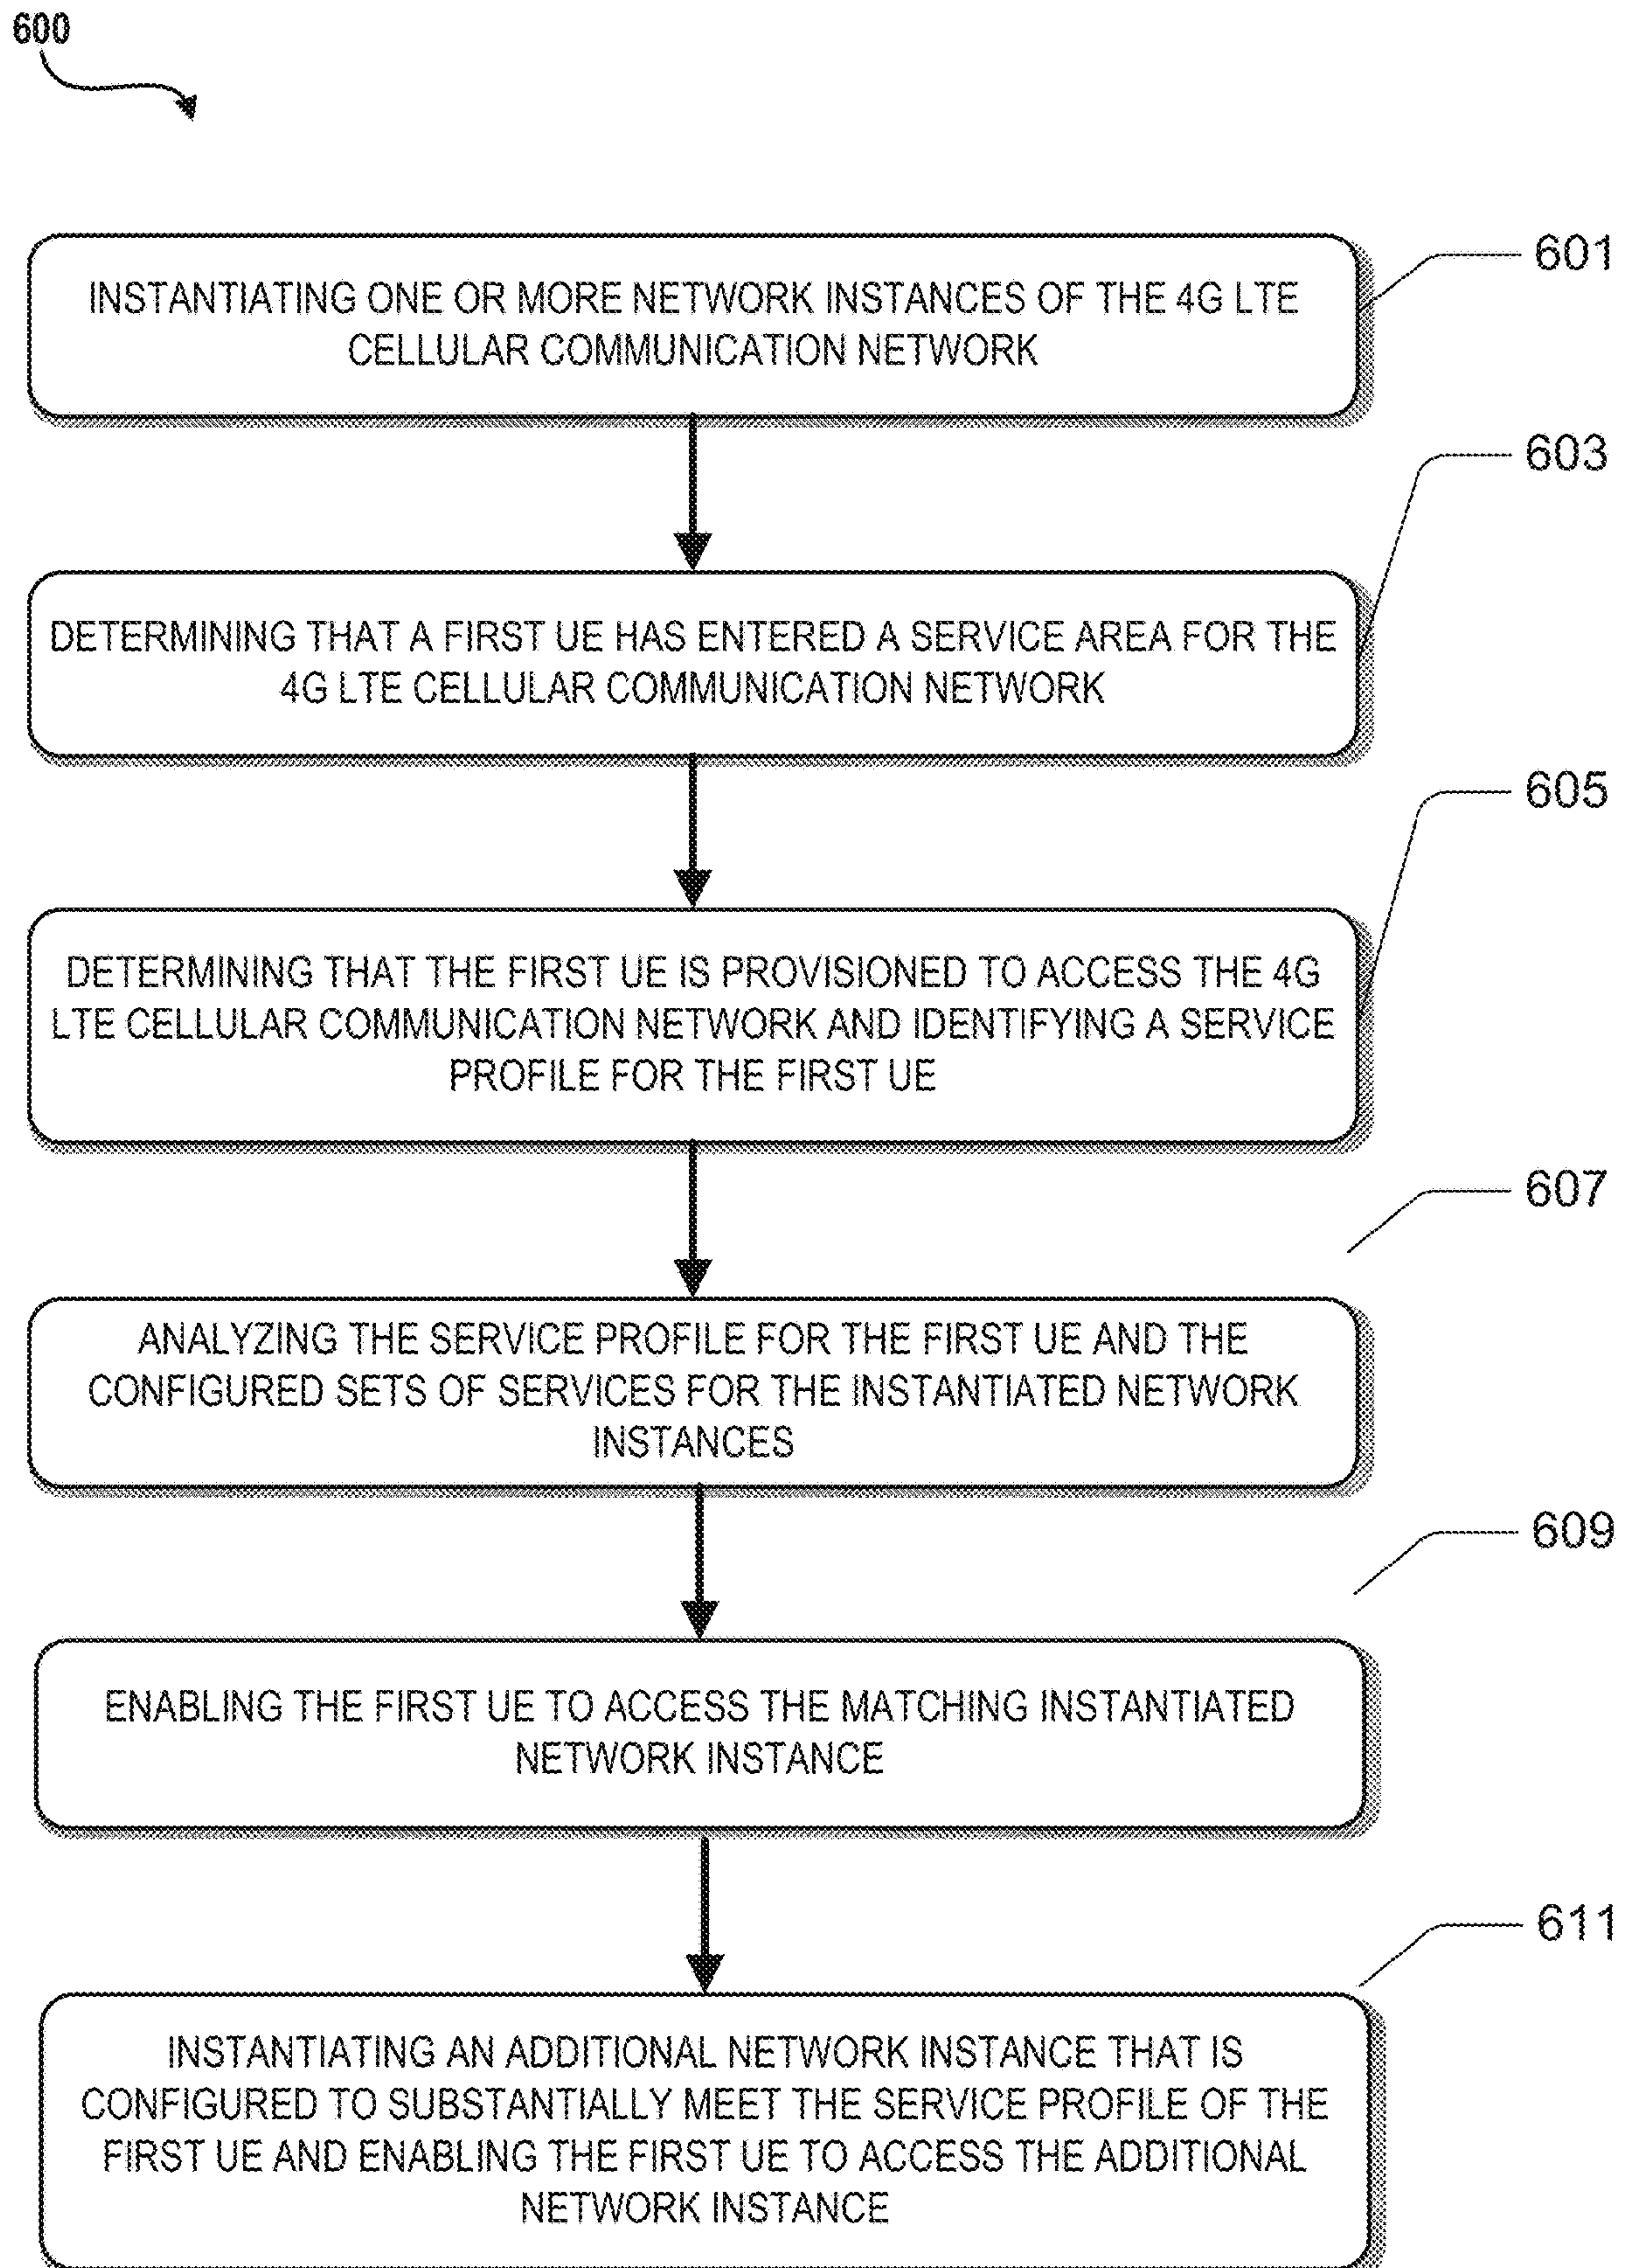 600
601
INSTANTIATING ONE OR MORE NETWORK INSTANCES OF THE 4G LTE
CELLULAR COMMUNICATION NETWORK
603
DETERMINING THAT A FIRST UE HAS ENTERED A SERVICE AREA FOR THE
4G LTE CELLULAR COMMUNICATION NETWORK
605
DETERMINING THAT THE FIRST UE IS PROVISIONED TO ACCESS THE 4G
LTE CELLULAR COMMUNICATION NETWORK AND IDENTIFYING A SERVICE
PROFILE FOR THE FIRST UE
607
ANALYZING THE SERVICE PROFILE FOR THE FIRST UE AND THE
CONFIGURED SETS OF SERVICES FOR THE INSTANTIATED NETWORK
INSTANCES
609
ENABLING THE FIRST UE TO ACCESS THE MATCHING INSTANTIATED
NETWORK INSTANCE
611
INSTANTIATING AN ADDITIONAL NETWORK INSTANCE THAT IS
CONFIGURED TO SUBSTANTIALLY MEET THE SERVICE PROFILE OF THE
FIRST UE AND ENABLING THE FIRST UE TO ACCESS THE ADDITIONAL
NETWORK INSTANCE